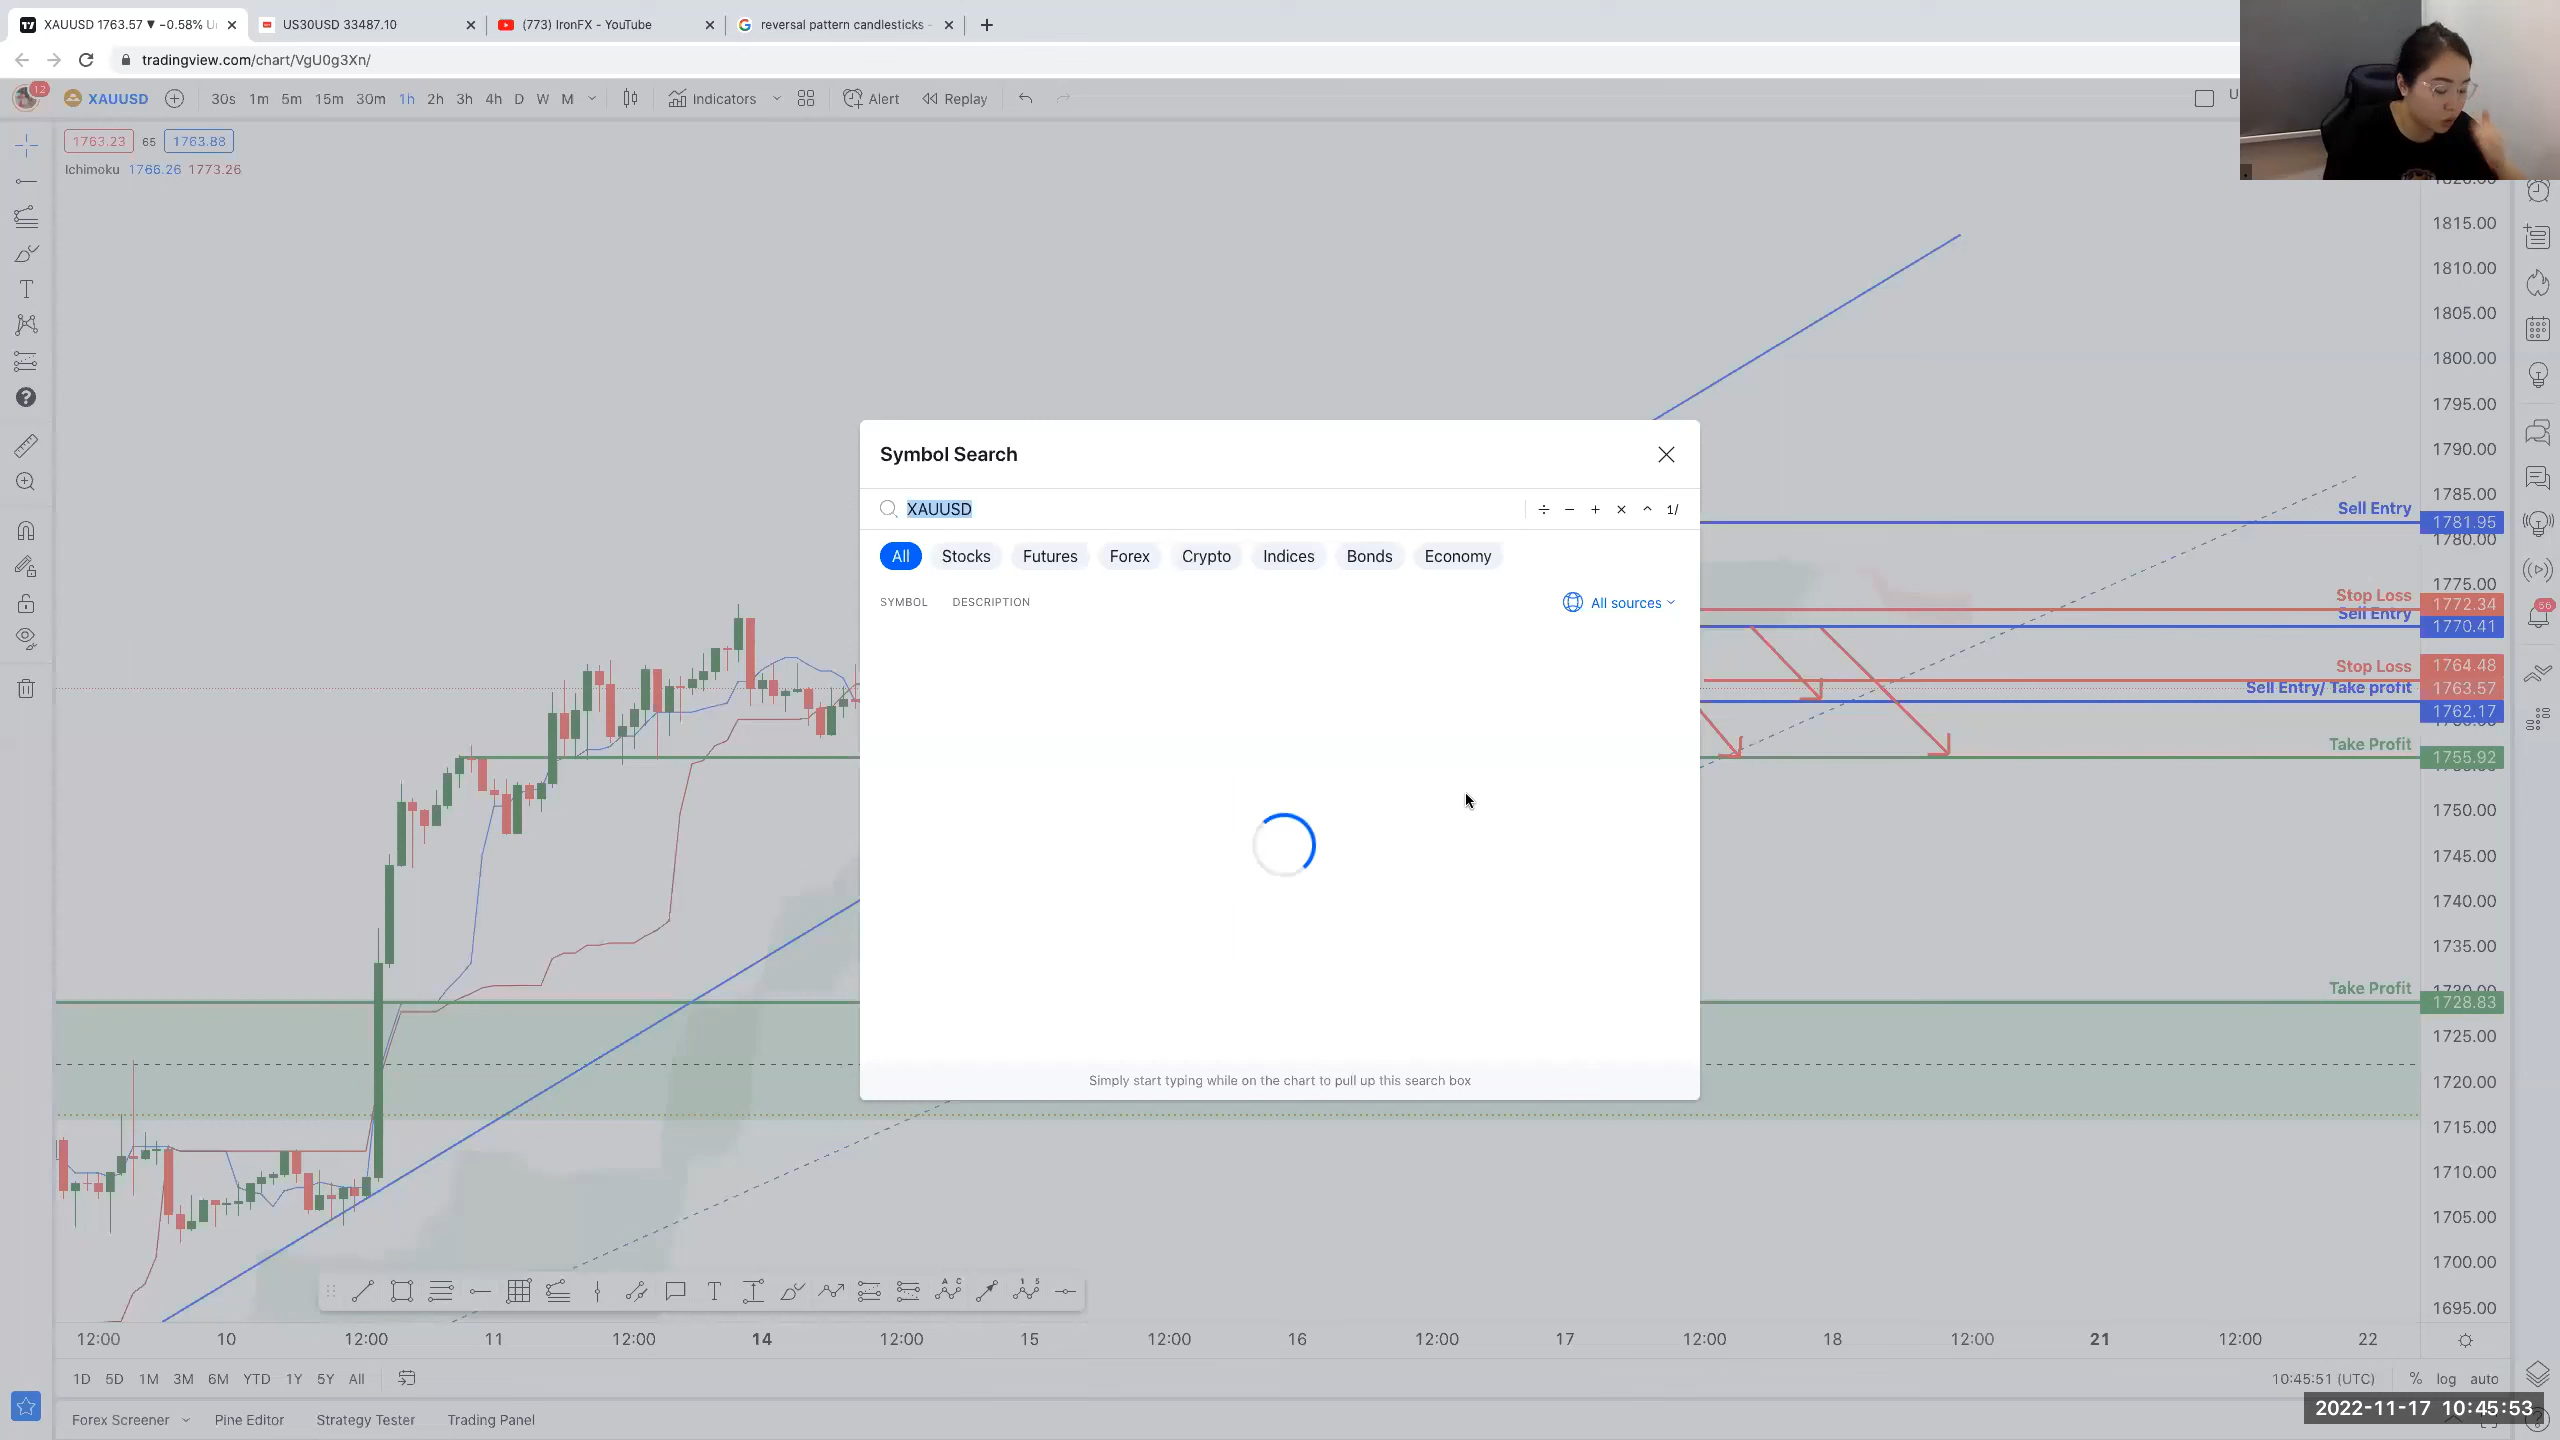 XAUUSD 1763.57 ▼ −0.58%
US30USD 33487.10
(773) IronFX - YouTube
reversal pattern candlesticks -
tradingview.com/chart/VgU0g3Xn/
12
XAUUSD
30s 1m 5m 15m 30m 1h 2h 3h 4h D W M
Indicators
Alert
Replay
1763.23 65 1763.88
Ichimoku 1766.26 1773.26
1815.00
1810.00
1805.00
1800.00
1795.00
1790.00
1785.00
Sell Entry 1781.95
1780.00
1775.00
Stop Loss 1772.34
Sell Entry 1770.41
Stop Loss 1764.48
Sell Entry/ Take profit 1763.57
1762.17
Take Profit 1755.92
1750.00
1745.00
1740.00
1735.00
Take Profit 1728.83
1725.00
1720.00
1715.00
1710.00
1705.00
1700.00
1695.00
56
Symbol Search
XAUUSD
÷ − + × ^ 1/
All Stocks Futures Forex Crypto Indices Bonds Economy
SYMBOL DESCRIPTION All sources
Simply start typing while on the chart to pull up this search box
12:00 10 12:00 11 12:00 14 12:00 15 12:00 16 12:00 17 12:00 18 12:00 21 12:00 22
1D 5D 1M 3M 6M YTD 1Y 5Y All
10:45:51 (UTC) % log auto
Forex Screener Pine Editor Strategy Tester Trading Panel
2022-11-17 10:45:53